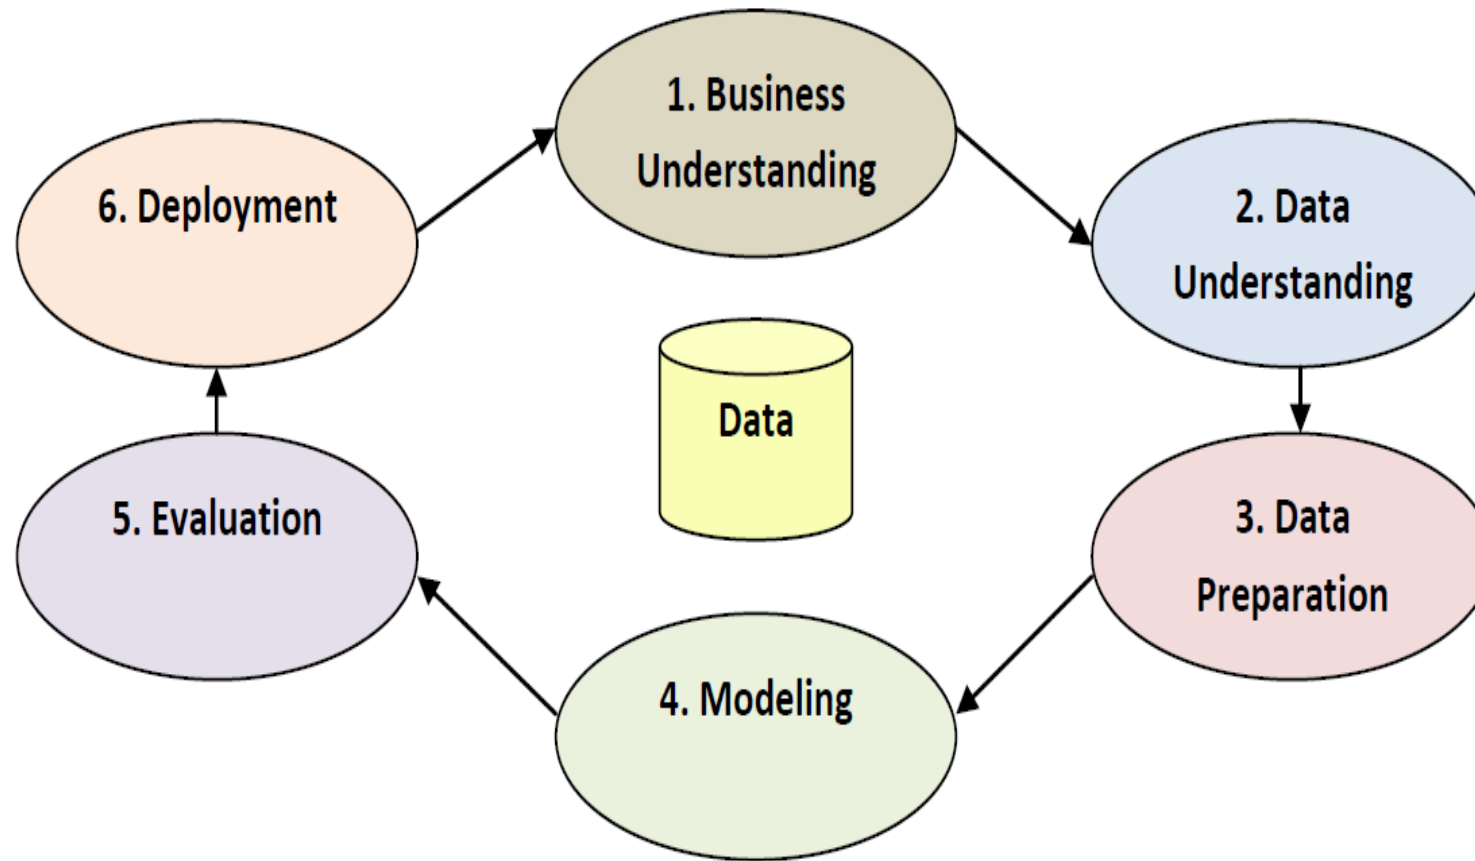 1. Business
Understanding
2. Data
Understanding
3. Data
Preparation
4. Modeling
5. Evaluation
6. Deployment
Data